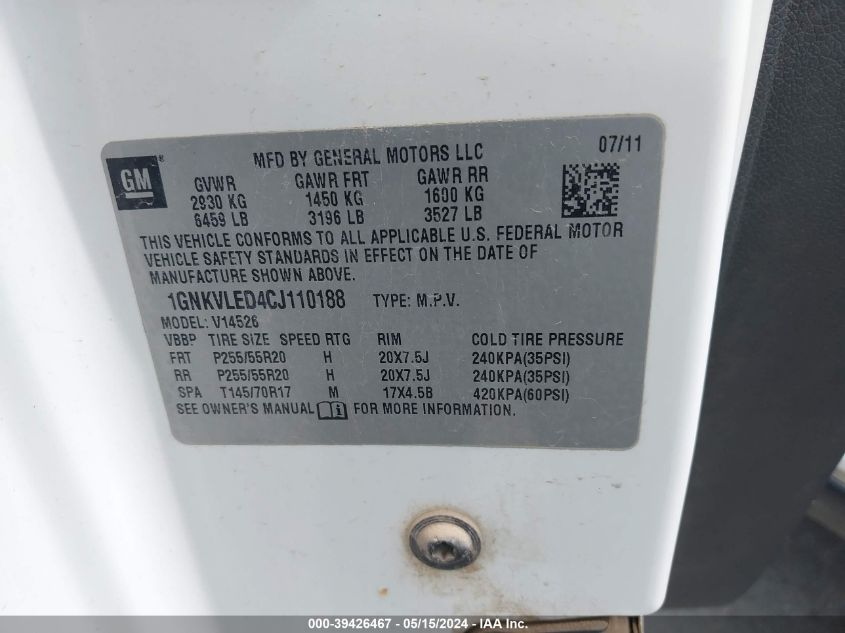 07/11
GM®
MFD BY GENERAL MOTORS LLC
GVWR GAWR FRT GAWR RR
2930 KG 1450 KG 1600 KG
6459 LB 3196 LB 3527 LB
THIS VEHICLE CONFORMS TO ALL APPLICABLE U.S. FEDERAL MOTOR
VEHICLE SAFETY STANDARDS IN EFFECT ON THE DATE OF
MANUFACTURE SHOWN ABOVE.
1GNKVLED4CJ110188 TYPE: M.P.V.
MODEL: V14526
VBBP TIRE SIZE SPEED RTG RIM COLD TIRE PRESSURE
FRT P255/55R20 H 20X7.5J 240KPA(35PSI)
RR P255/55R20 H 20X7.5J 240KPA(35PSI)
SPA T145/70R17 M 17X4.5B 420KPA(60PSI)
SEE OWNER'S MANUAL FOR MORE INFORMATION.
000-39426467 - 05/15/2024 - IAA Inc.